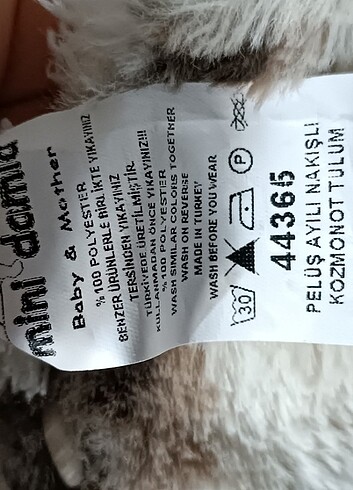 mini damla
Baby & Mother
%100 POLYESTER
BENZER ÜRÜNLERLE BİRLİKTE YIKAYINIZ
TERSİNDEN YIKAYINIZ
TÜRKİYEDE ÜRETİLMİŞTİR.
KULLANMADAN ÖNCE YIKAYINIZ!!!
%100 POLYESTER
WASH SIMILAR COLORS TOGETHER
WASH ON REVERSE
MADE IN TURKEY
WASH BEFORE YOU WEAR
30 P
44365
PELÜŞ AYILI NAKIŞLI
KOZMONOT TULUM